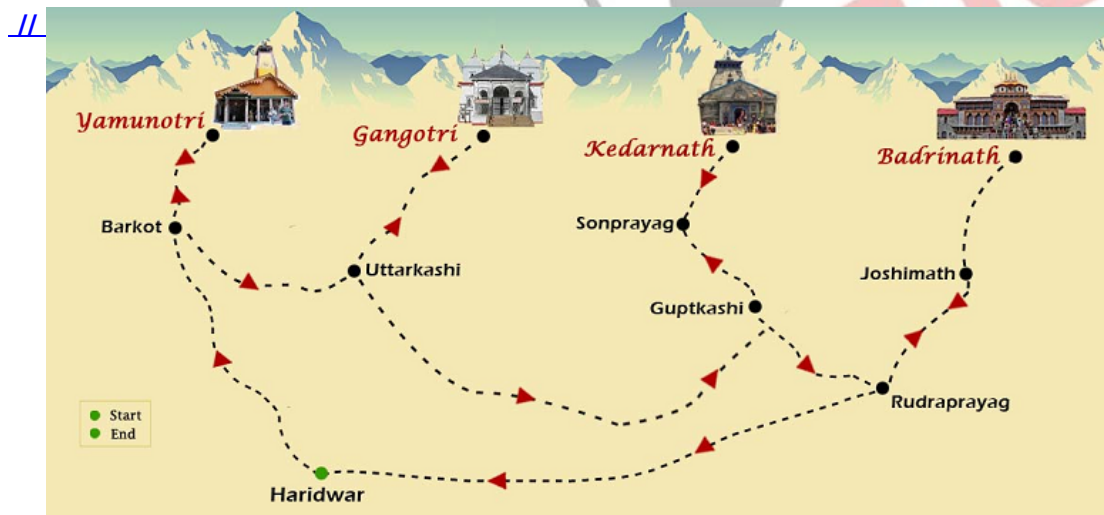 //
Yamunotri
Gangotri
Kedarnath
Badrinath
Barkot
Sonprayag
Uttarkashi
Joshimath
Guptkashi
Rudraprayag
Start
End
Haridwar